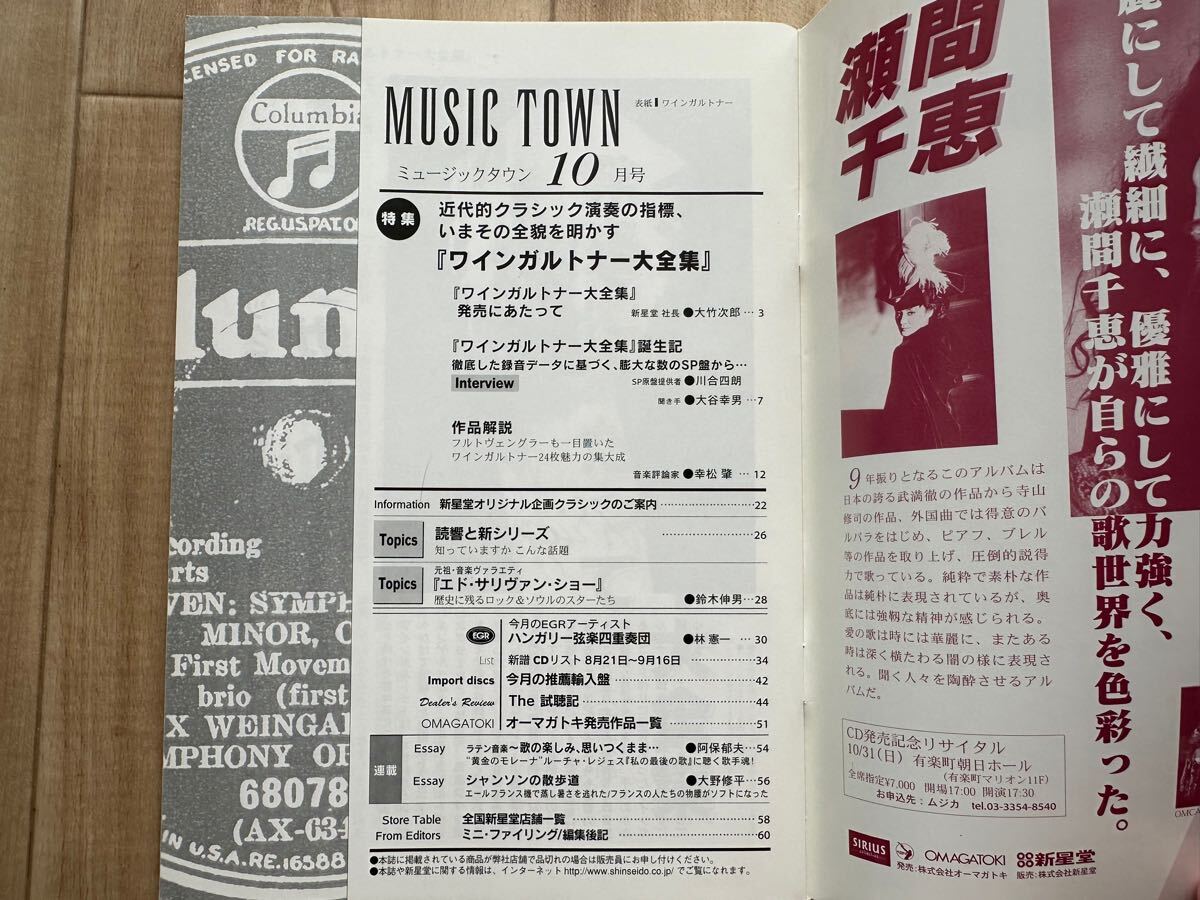 CENSED FOR RA
Columbia
REG.U.S.PAT.O
lum
cording
arts
VEN: SYMPH
MINOR, O
First Movem
brio (first
X WEINGAR
MPHONY OR
68078
(AX-634
IN U.S.A.RE.16588
MUSIC TOWN
表紙 ワインガルトナー
ミュージックタウン 10 月号
特集
近代的クラシック演奏の指標、
いまその全貌を明かす
『ワインガルトナー大全集』
『ワインガルトナー大全集』
発売にあたって 新星堂 社長 ●大竹次郎 … 3
『ワインガルトナー大全集』誕生記
徹底した録音データに基づく、膨大な数のSP盤から…
Interview SP原盤提供者 ●川合四朗
聞き手 ●大谷幸男 …7
作品解説
フルトヴェングラーも一目置いた
ワインガルトナー24枚魅力の集大成
音楽評論家 ●幸松 肇 … 12
Information 新星堂オリジナル企画クラシックのご案内 ……………………22
Topics 読響と新シリーズ ……………………26
知っていますか こんな話題
元祖・音楽ヴァラエティ
Topics 『エド・サリヴァン・ショー』
歴史に残るロック＆ソウルのスターたち ●鈴木伸男…28
今月のEGRアーティスト
EGR ハンガリー弦楽四重奏団 ●林 憲一 … 30
List 新譜 CDリスト 8月21日〜9月16日 ……………34
Import discs 今月の推薦輸入盤 ……………………42
Dealer's Review The 試聴記 ……………………44
OMAGATOKI オーマガトキ発売作品一覧 ……………51
連載
Essay ラテン音楽〜歌の楽しみ、思いつくまま… ●阿保郁夫…54
“黄金のモレーナ”ルーチャ・レジェス『私の最後の歌』に聴く歌手魂!
Essay シャンソンの散歩道 ●大野修平…56
エールフランス機で蒸し暑さを逃れた/フランスの人たちの物腰がソフトになった
Store Table 全国新星堂店舗一覧 ……………………58
From Editors ミニ・ファイリング/編集後記 ……………………60
●本誌に掲載されている商品が弊社店舗で品切れの場合は販売員にお申し付けください。
●本誌や新星堂に関する情報は、インターネットhttp://www.shinseido.co.jp/ でご覧になれます。
瀬間
千恵
麗にして繊細に、優雅にして力強く、
瀬間千恵が自らの歌世界を色彩った。
9年振りとなるこのアルバムは
日本の誇る武満徹の作品から寺山
修司の作品、外国曲では得意のバ
ルバラをはじめ、ピアフ、ブレル
等の作品を取り上げ、圧倒的説得
力で歌っている。純粋で素朴な作
品は純朴に表現されているが、奥
底には強靭な精神が感じられる。
愛の歌は時には華麗に、またある
時は深く横たわる闇の様に表現さ
れる。聞く人々を陶酔させるアル
バムだ。
CD発売記念リサイタル
10/31(日) 有楽町朝日ホール
(有楽町マリオン11F)
全席指定¥7,000 開場17:00 開演17:30
お申込先：ムジカ tel.03-3354-8540
OMCA
SIRIUS OMAGATOKI 新星堂
発売：株式会社オーマガトキ 販売：株式会社新星堂